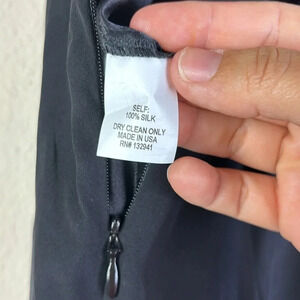 SELF:
100% SILK
DRY CLEAN ONLY
MADE IN USA
RN# 132941